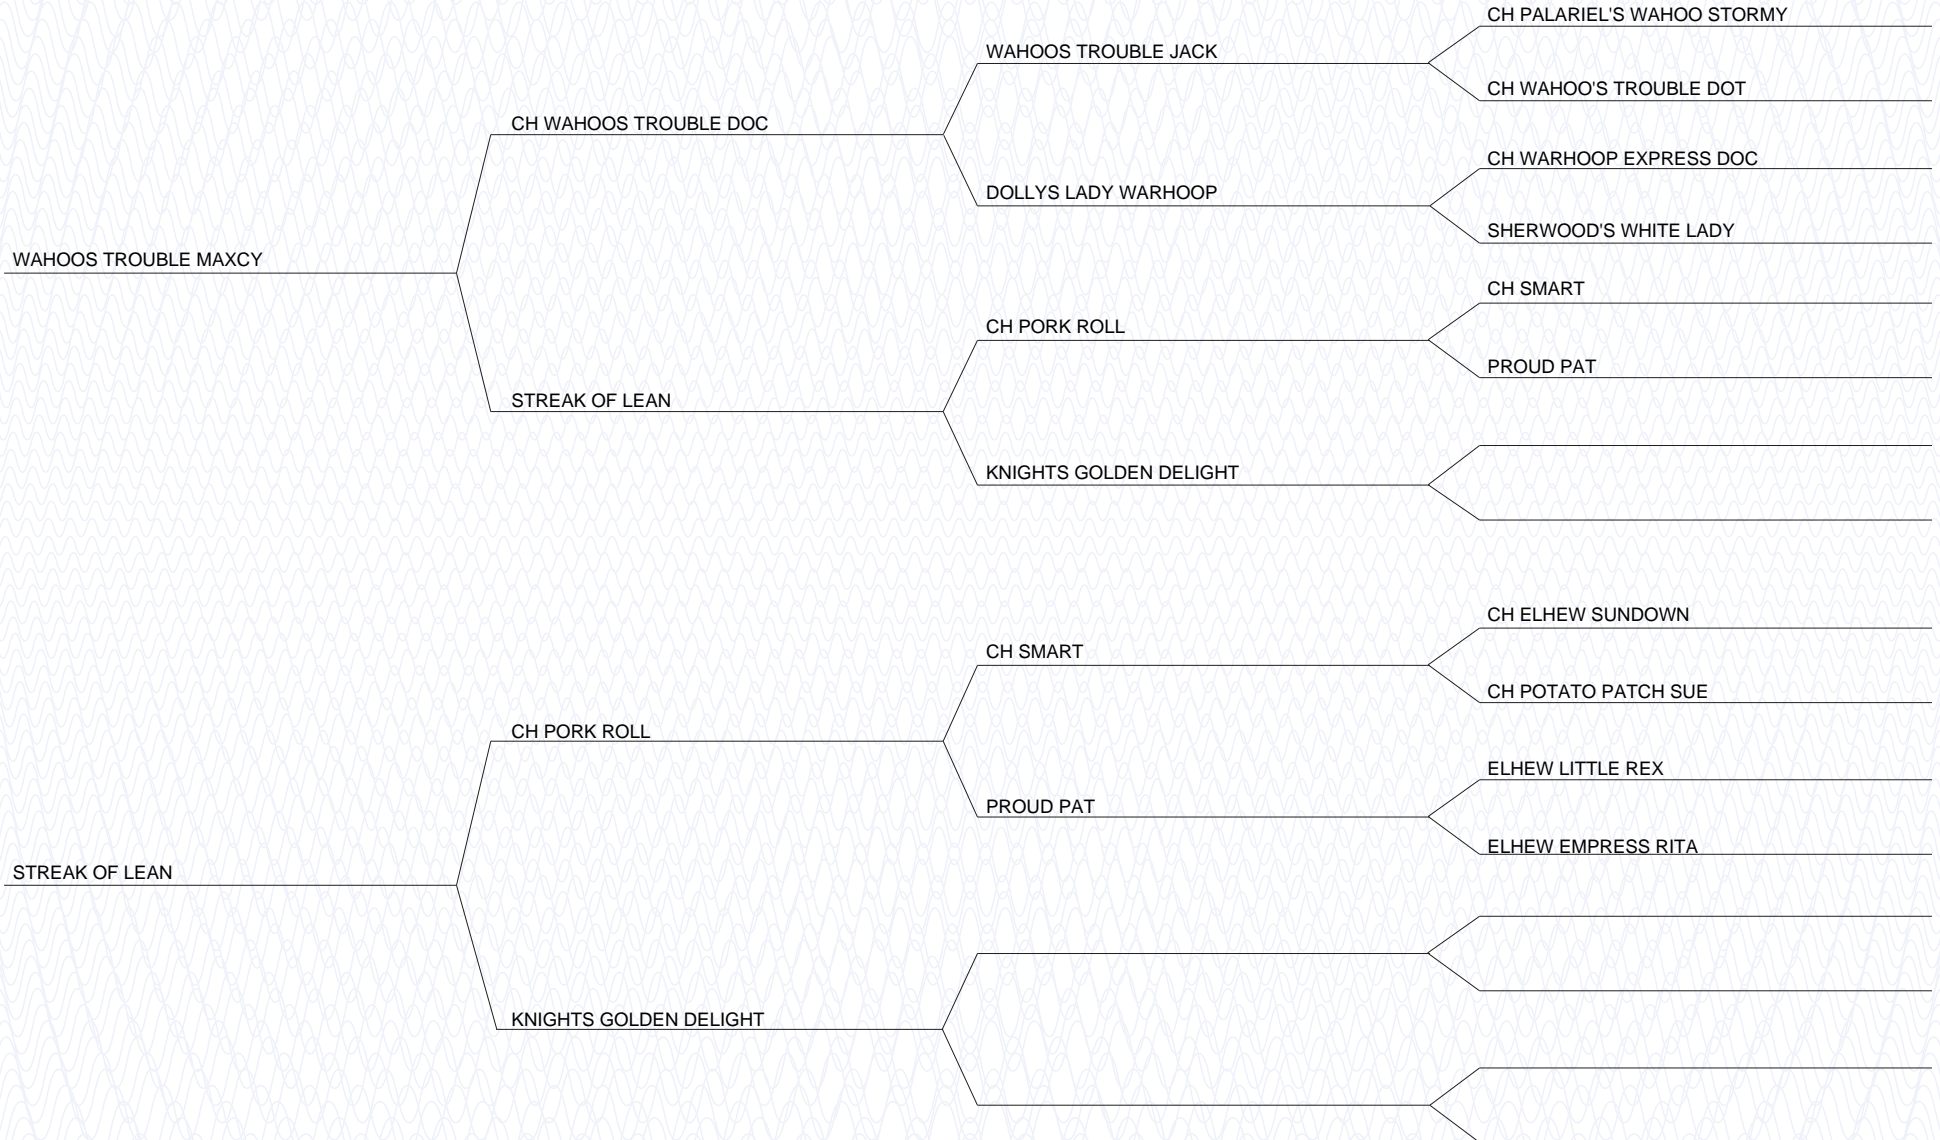 CH PALARIEL'S WAHOO STORMY
WAHOOS TROUBLE JACK
CH WAHOO'S TROUBLE DOT
CH WAHOOS TROUBLE DOC
CH WARHOOP EXPRESS DOC
DOLLYS LADY WARHOOP
SHERWOOD'S WHITE LADY
WAHOOS TROUBLE MAXCY
CH SMART
CH PORK ROLL
PROUD PAT
STREAK OF LEAN
KNIGHTS GOLDEN DELIGHT
CH ELHEW SUNDOWN
CH SMART
CH POTATO PATCH SUE
CH PORK ROLL
ELHEW LITTLE REX
PROUD PAT
ELHEW EMPRESS RITA
STREAK OF LEAN
KNIGHTS GOLDEN DELIGHT